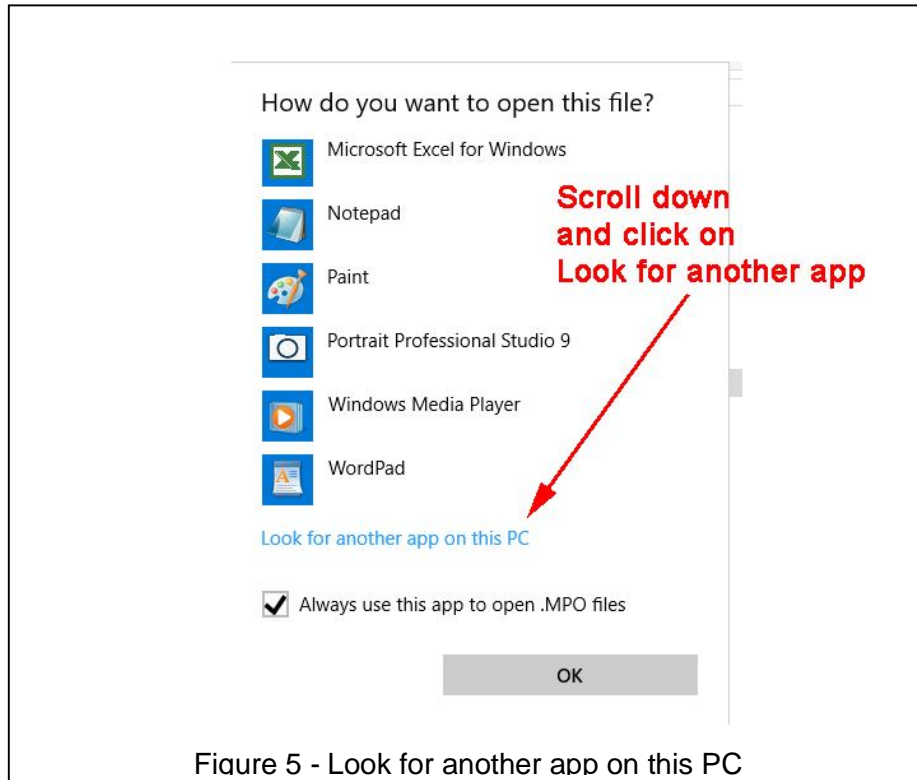 How do you want to open this file?
Microsoft Excel for Windows
Notepad
Scroll down
and click on
Look for another app
Paint
Portrait Professional Studio 9
Windows Media Player
WordPad
Look for another app on this PC
Always use this app to open .MPO files
OK
Figure 5 - Look for another app on this PC